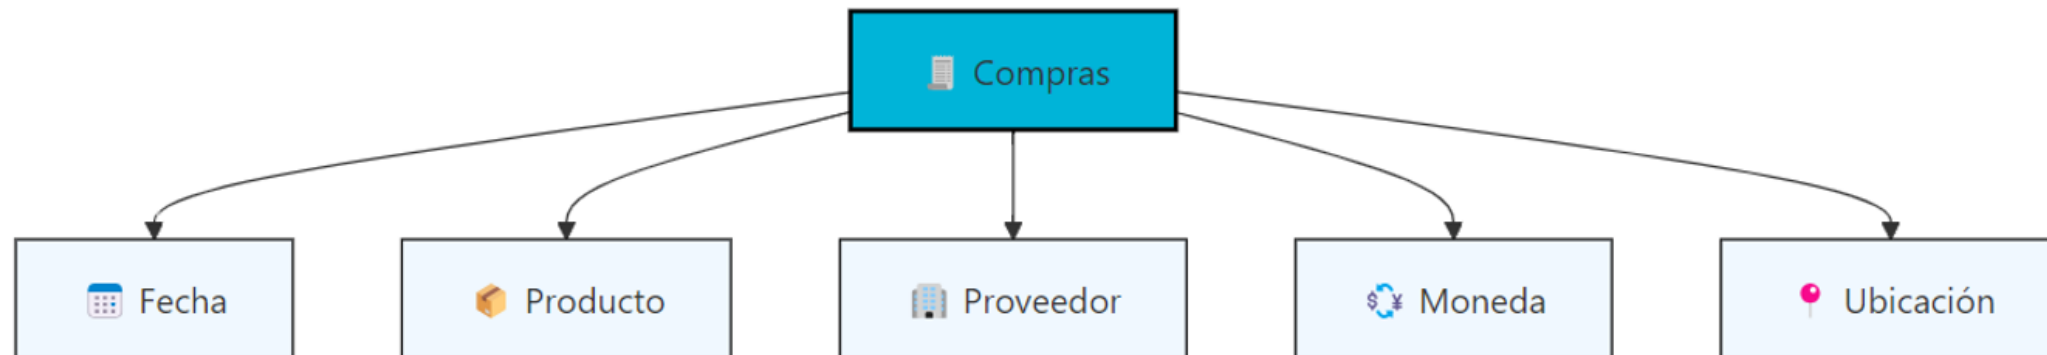 Compras
Fecha
Producto
Proveedor
Moneda
Ubicación